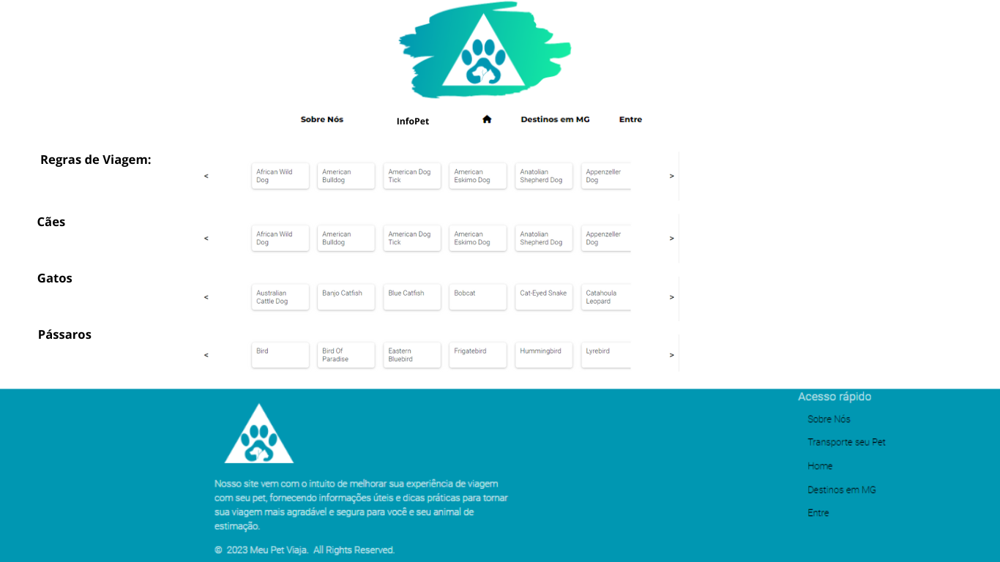 Sobre Nós InfoPet Destinos em MG Entre
Regras de Viagem:
< African Wild Dog American Bulldog American Dog Tick American Eskimo Dog Anatolian Shepherd Dog Appenzeller Dog >
Cães
< African Wild Dog American Bulldog American Dog Tick American Eskimo Dog Anatolian Shepherd Dog Appenzeller Dog >
Gatos
< Australian Cattle Dog Banjo Catfish Blue Catfish Bobcat Cat-Eyed Snake Catahoula Leopard >
Pássaros
< Bird Bird Of Paradise Eastern Bluebird Frigatebird Hummingbird Lyrebird >
Nosso site vem com o intuito de melhorar sua experiência de viagem
com seu pet, fornecendo informações úteis e dicas práticas para tornar
sua viagem mais agradável e segura para você e seu animal de
estimação.
© 2023 Meu Pet Viaja. All Rights Reserved.
Acesso rápido
Sobre Nós
Transporte seu Pet
Home
Destinos em MG
Entre